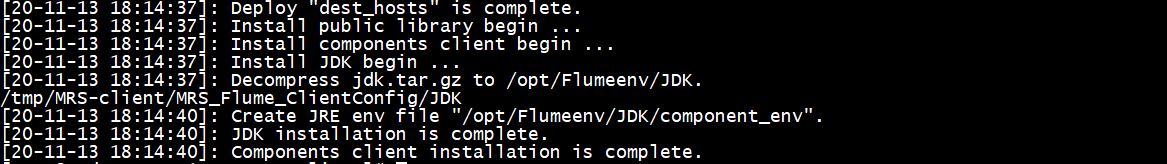 [20-11-13 18:14:37]: Deploy "dest_hosts" is complete.
[20-11-13 18:14:37]: Install public library begin ...
[20-11-13 18:14:37]: Install components client begin ...
[20-11-13 18:14:37]: Install JDK begin ...
[20-11-13 18:14:37]: Decompress jdk.tar.gz to /opt/Flumeenv/JDK.
/tmp/MRS-client/MRS_Flume_ClientConfig/JDK
[20-11-13 18:14:40]: Create JRE env file "/opt/Flumeenv/JDK/component_env".
[20-11-13 18:14:40]: JDK installation is complete.
[20-11-13 18:14:40]: Components client installation is complete.